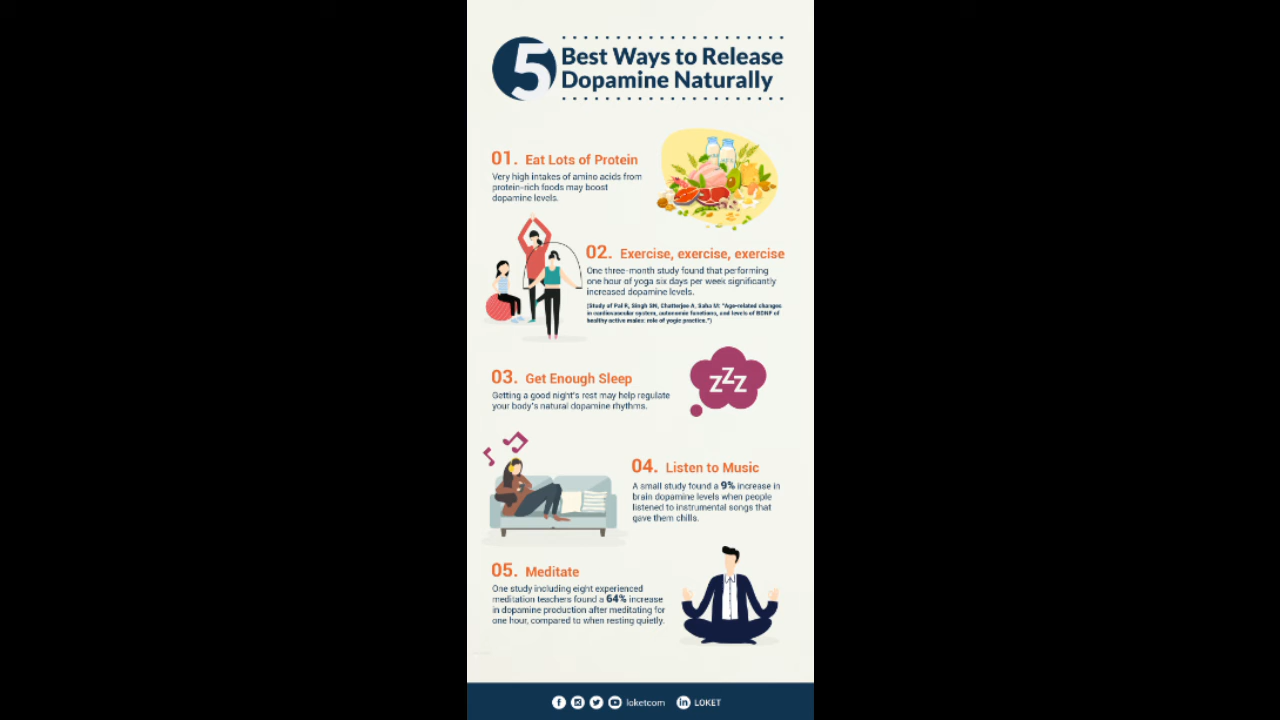 5 Best Ways to Release
Dopamine Naturally
01. Eat Lots of Protein
Very high intakes of amino acids from
protein-rich foods may boost
dopamine levels.
02. Exercise, exercise, exercise
One three-month study found that performing
one hour of yoga six days per week significantly
increased dopamine levels.
(Study of Pal R, Singh SN, Chatterjee A, Saha M: "Age-related changes
in cardiovascular system, autonomic functions, and levels of BDNF of
healthy active males: role of yogic practice.")
03. Get Enough Sleep
Getting a good night's rest may help regulate
your body's natural dopamine rhythms.
ZZZ
04. Listen to Music
A small study found a 9% increase in
brain dopamine levels when people
listened to instrumental songs that
gave them chills.
05. Meditate
One study including eight experienced
meditation teachers found a 64% increase
in dopamine production after meditating for
one hour, compared to when resting quietly.
loketcom LOKET